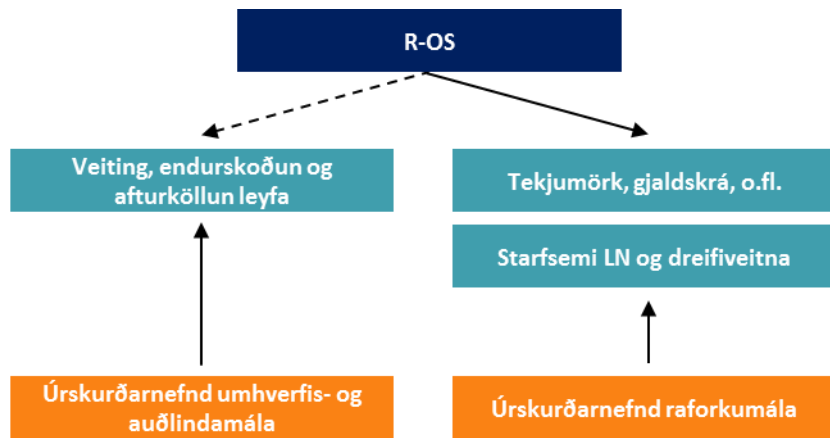 R-OS
Veiting, endurskoðun og
afturköllun leyfa
Tekjumörk, gjaldskrá, o.fl.
Starfsemi LN og dreifiveitna
Úrskurðarnefnd umhverfis- og
auðlindamála
Úrskurðarnefnd raforkumála